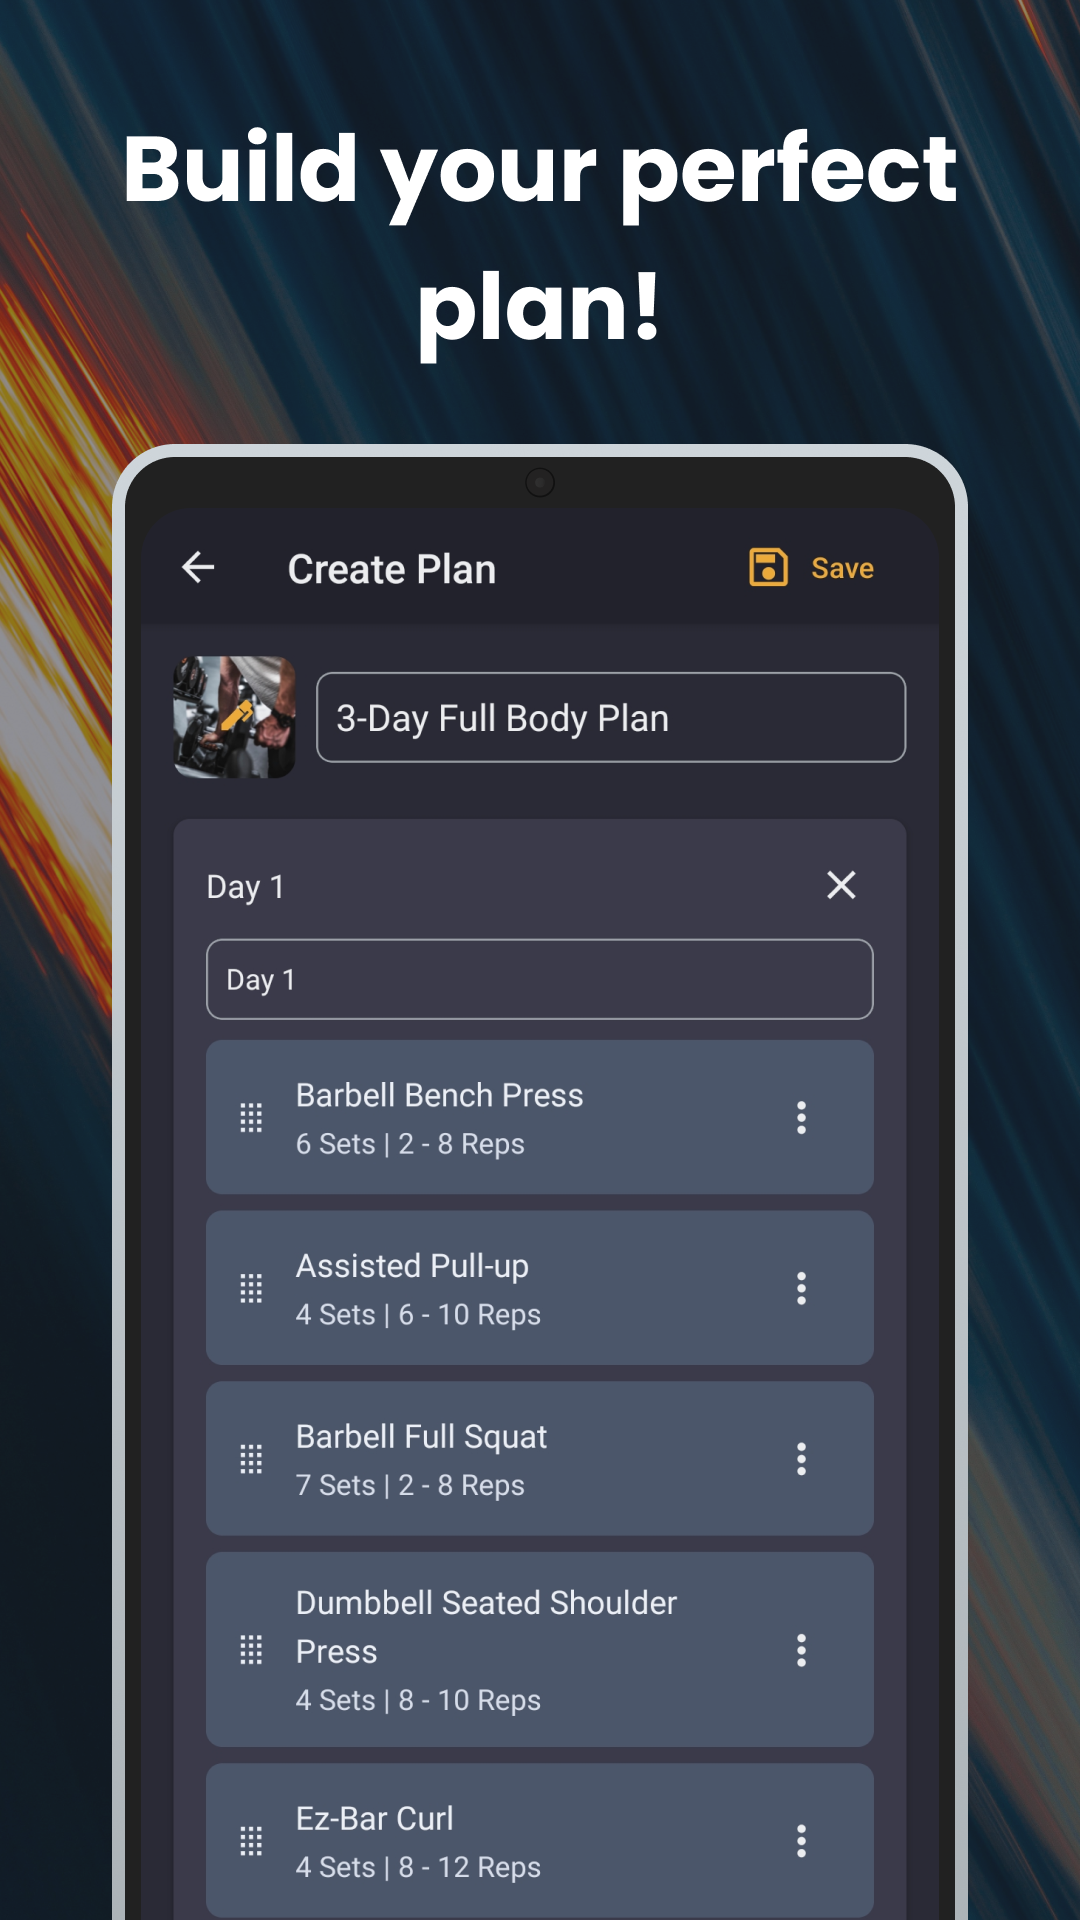 Build your perfect
plan!
Create Plan
Save
3-Day Full Body Plan
Day 1
Day 1
Barbell Bench Press
6 Sets | 2 - 8 Reps
Assisted Pull-up
4 Sets | 6 - 10 Reps
Barbell Full Squat
7 Sets | 2 - 8 Reps
Dumbbell Seated Shoulder
Press
4 Sets | 8 - 10 Reps
Ez-Bar Curl
4 Sets | 8 - 12 Reps